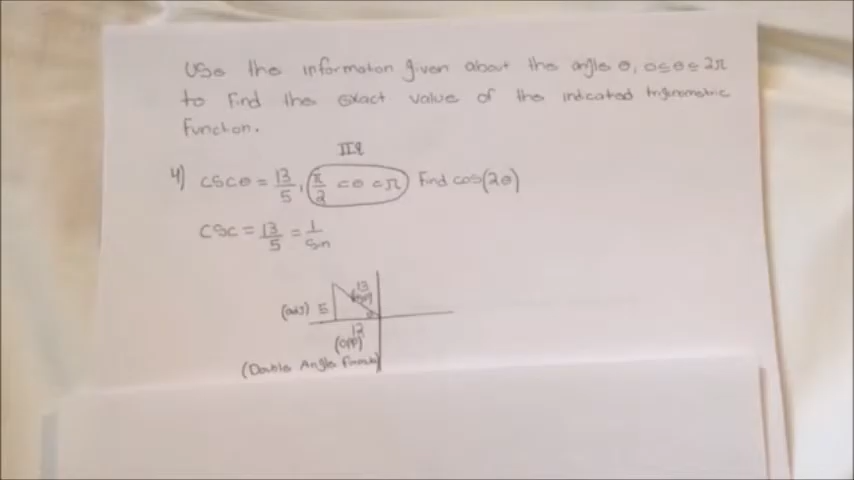 Use the information given about the angle θ, 0≤θ≤2π
to find the exact value of the indicated trigonometric
function.
II Q
4) CSCθ = 13/5, π/2 < θ < π Find cos(2θ)
CSC = 13/5 = 1/Sin
13
(adj) 5
θ
12
(opp)
(Double Angle Formula)